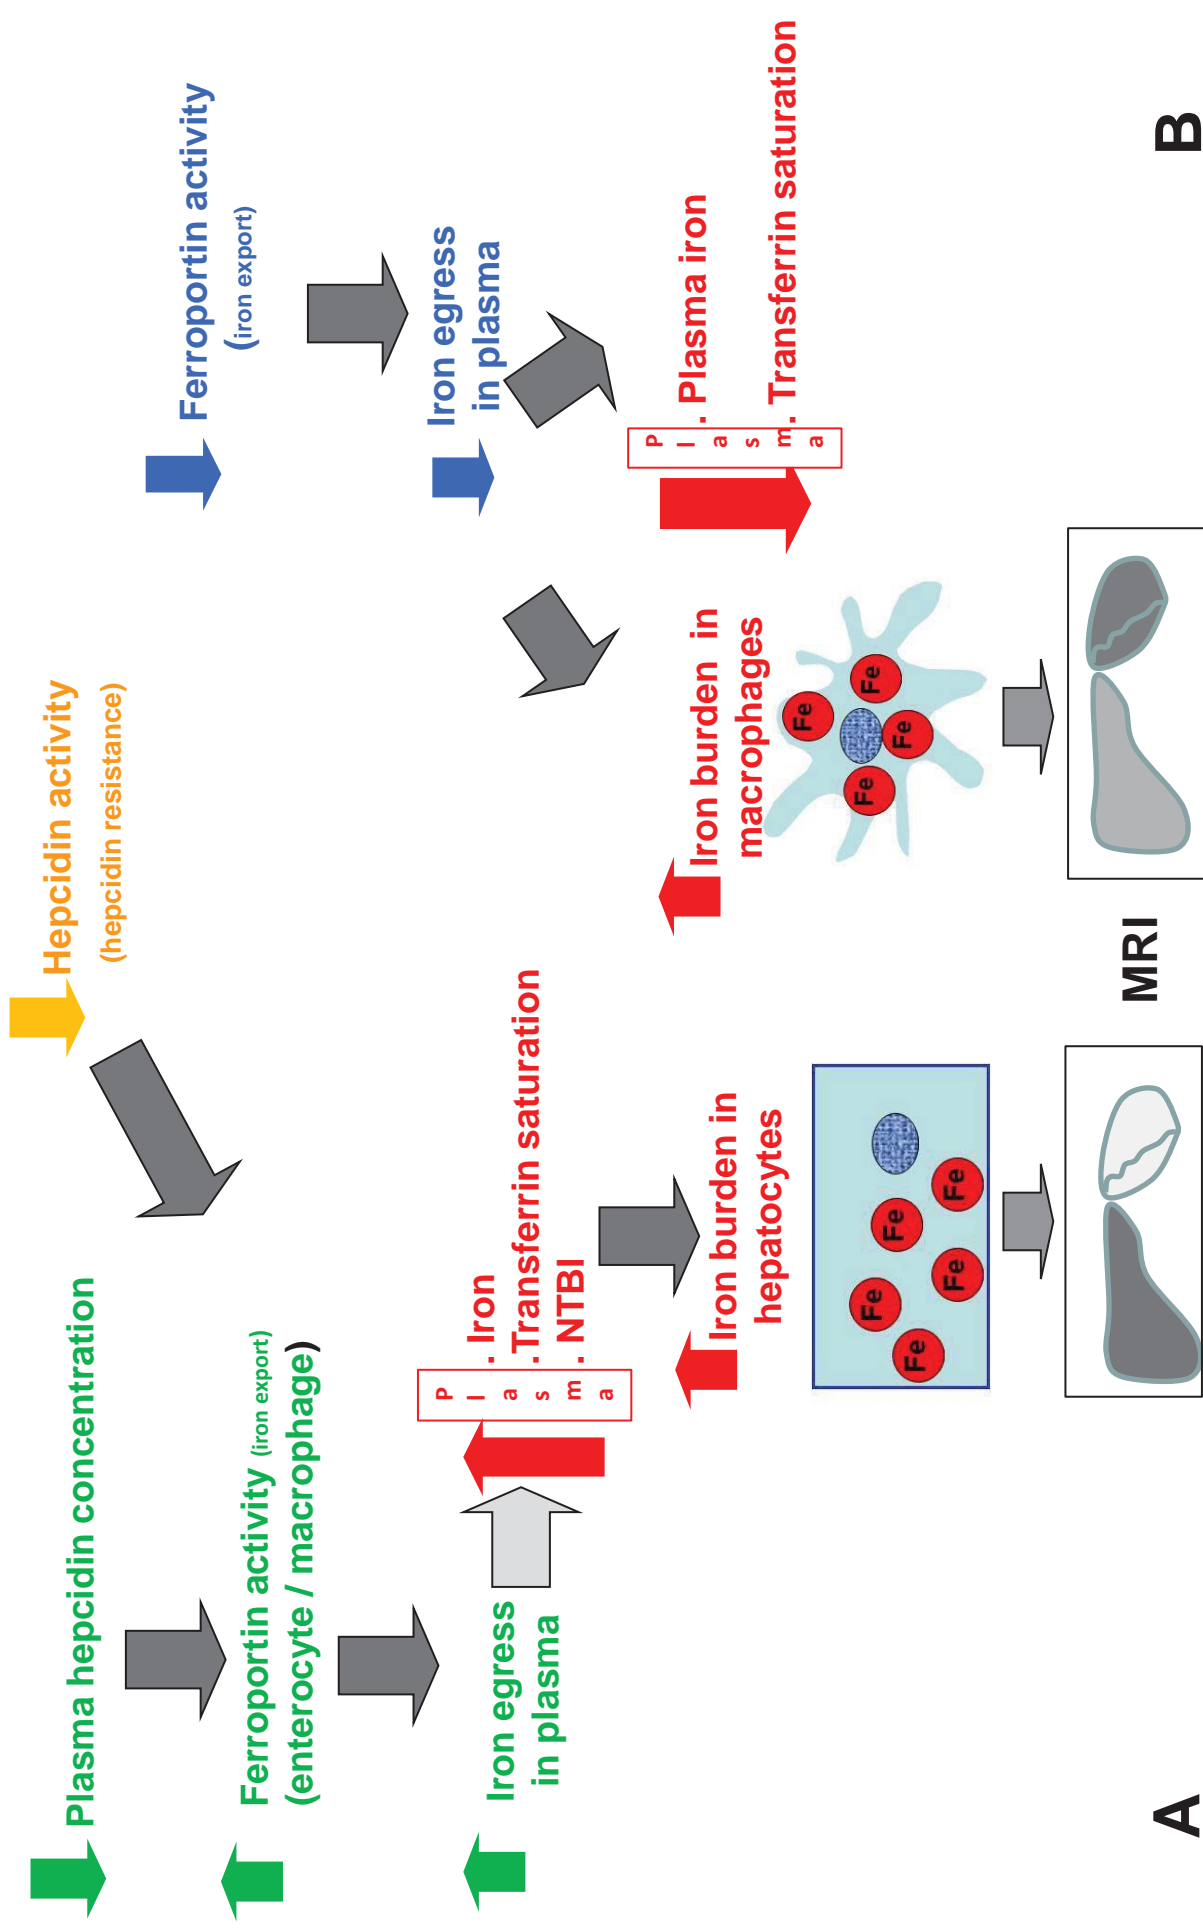 Plasma hepcidin concentration
Ferroportin activity (iron export)
(enterocyte / macrophage)
Iron egress
in plasma
Plasma
. Iron
.Transferrin saturation
. NTBI
Iron burden in
hepatocytes
Fe
Fe
Fe
Fe
Fe
A
Hepcidin activity
(hepcidin resistance)
MRI
Ferroportin activity
(iron export)
Iron egress
in plasma
Plasma
. Plasma iron
. Transferrin saturation
Iron burden in
macrophages
Fe
Fe
Fe
Fe
B